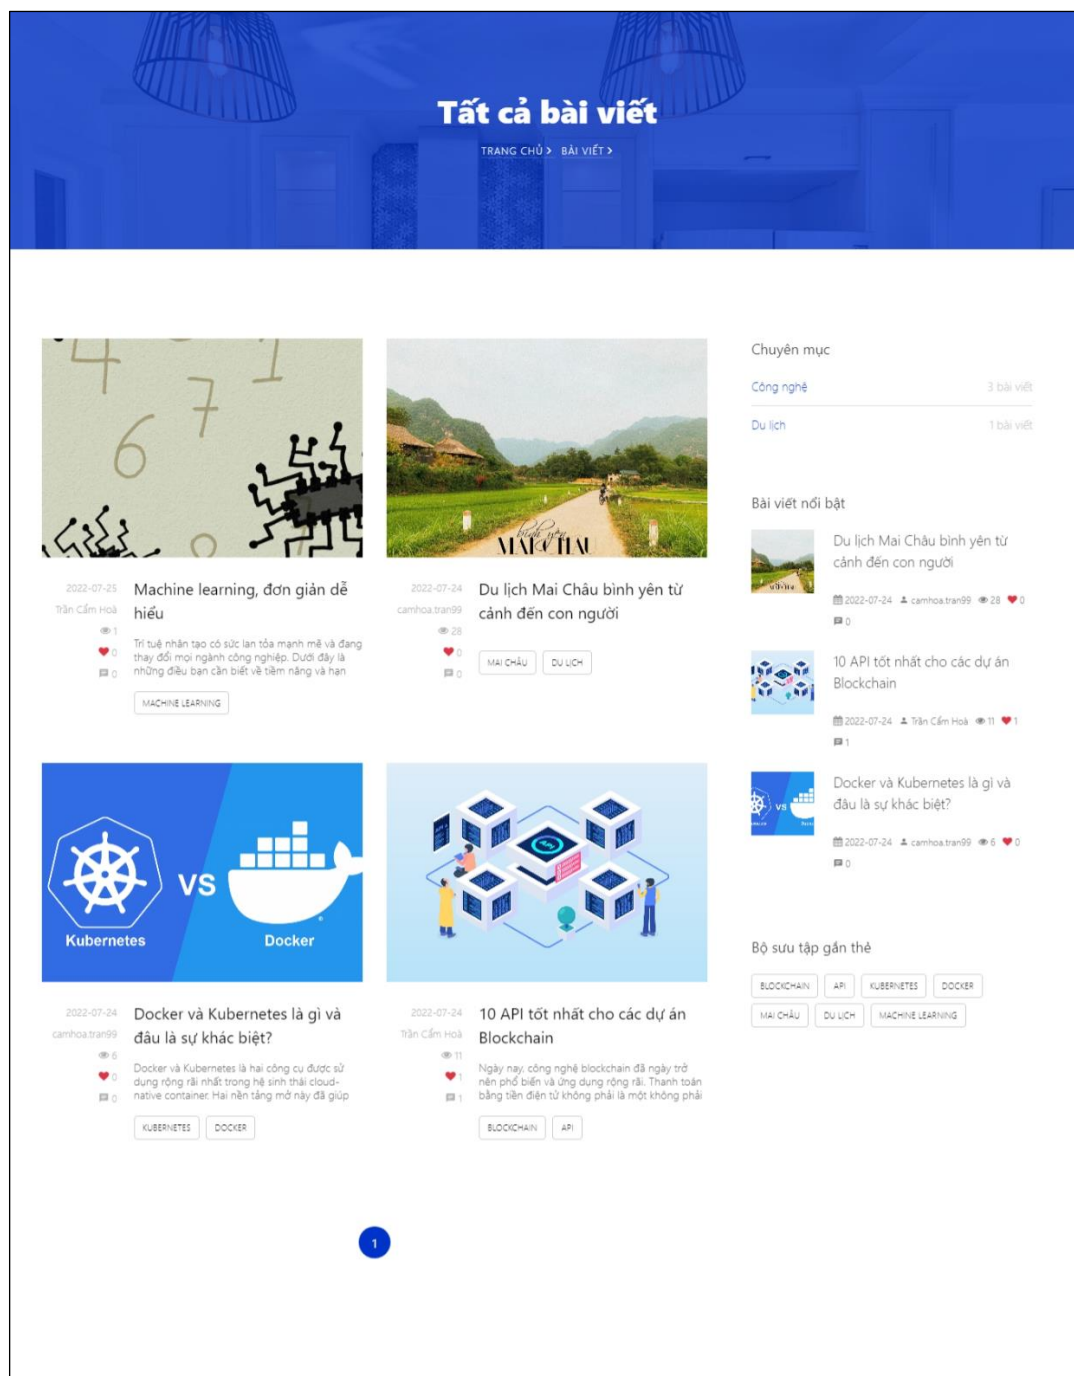 Tất cả bài viết
TRANG CHỦ > BÀI VIẾT >
4 1
7
6
2022-07-25
Trần Cẩm Hoà
1
0
0
Machine learning, đơn giản dễ
hiểu
Trí tuệ nhân tạo có sức lan tỏa mạnh mẽ và đang
thay đổi mọi ngành công nghiệp. Dưới đây là
những điều bạn cần biết về tiềm năng và hạn
MACHINE LEARNING
bình yên
MAI CHÂU
2022-07-24
camhoa.tran99
28
0
0
Du lịch Mai Châu bình yên từ
cảnh đến con người
MAI CHÂU DU LỊCH
Kubernetes VS Docker
2022-07-24
camhoa.tran99
6
0
0
Docker và Kubernetes là gì và
đâu là sự khác biệt?
Docker và Kubernetes là hai công cụ được sử
dụng rộng rãi nhất trong hệ sinh thái cloud-
native container. Hai nền tảng mở này đã giúp
KUBERNETES DOCKER
API
2022-07-24
Trần Cẩm Hoà
11
1
1
10 API tốt nhất cho các dự án
Blockchain
Ngày nay, công nghệ blockchain đã ngày trở
nên phổ biến và ứng dụng rộng rãi. Thanh toán
bằng tiền điện tử không phải là một không phải
BLOCKCHAIN API
1
Chuyên mục
Công nghệ 3 bài viết
Du lịch 1 bài viết
Bài viết nổi bật
Du lịch Mai Châu bình yên từ
cảnh đến con người
2022-07-24 camhoa.tran99 28 0
0
10 API tốt nhất cho các dự án
Blockchain
2022-07-24 Trần Cẩm Hoà 11 1
1
VS
Docker và Kubernetes là gì và
đâu là sự khác biệt?
2022-07-24 camhoa.tran99 6 0
0
Bộ sưu tập gắn thẻ
BLOCKCHAIN API KUBERNETES DOCKER
MAI CHÂU DU LỊCH MACHINE LEARNING